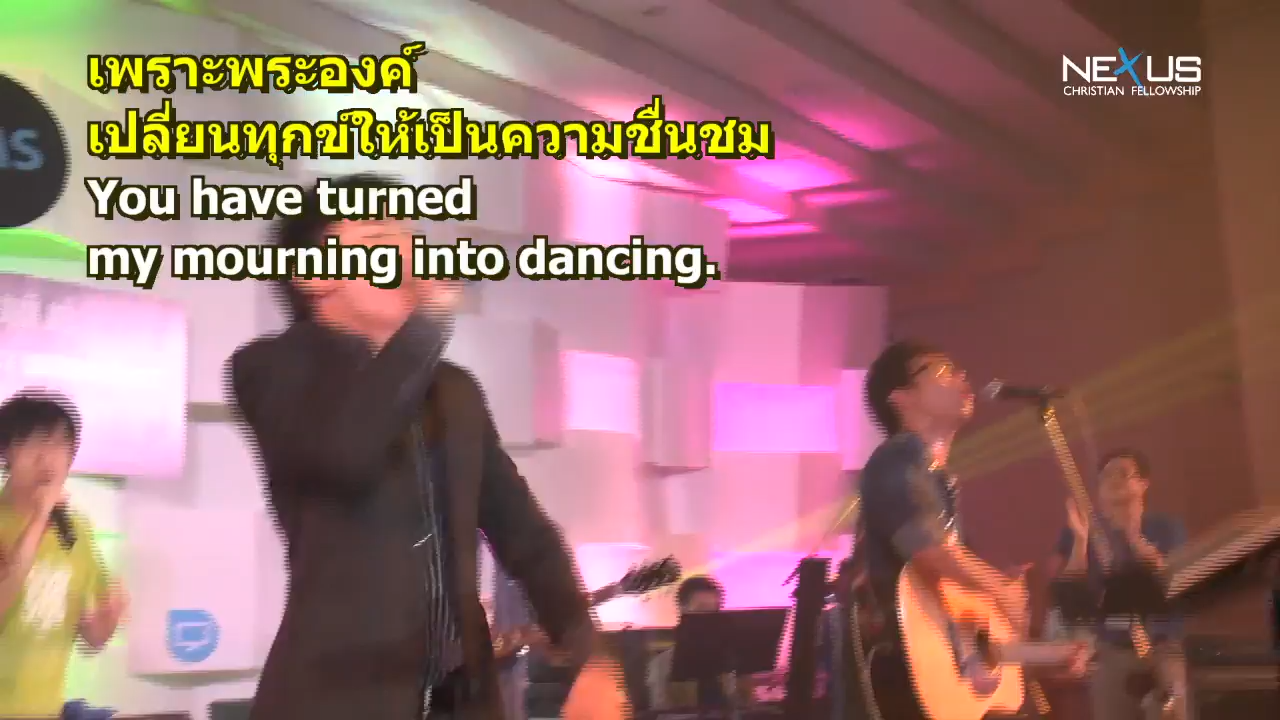 เพราะพระองค์
เปลี่ยนทุกข์ให้เป็นความชื่นชม
You have turned
my mourning into dancing.
NEXUS
CHRISTIAN FELLOWSHIP